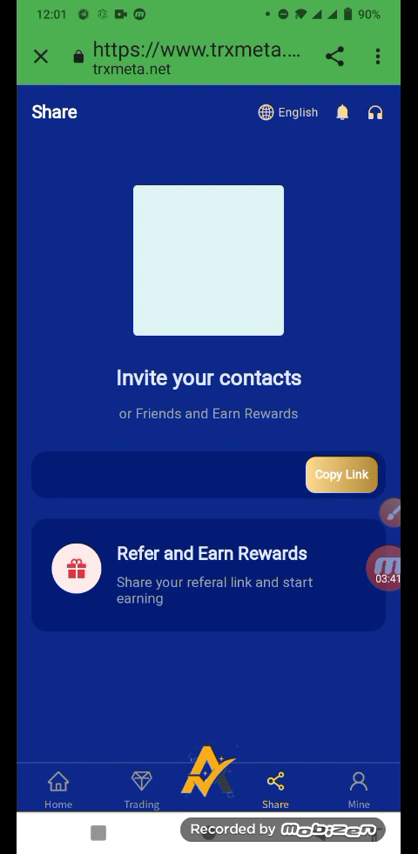 12:01
90%
https://www.trxmeta....
trxmeta.net
Share
English
Invite your contacts
or Friends and Earn Rewards
Copy Link
Refer and Earn Rewards
Share your referal link and start
earning
03:41
Home
Trading
Share
Mine
Recorded by mobizen